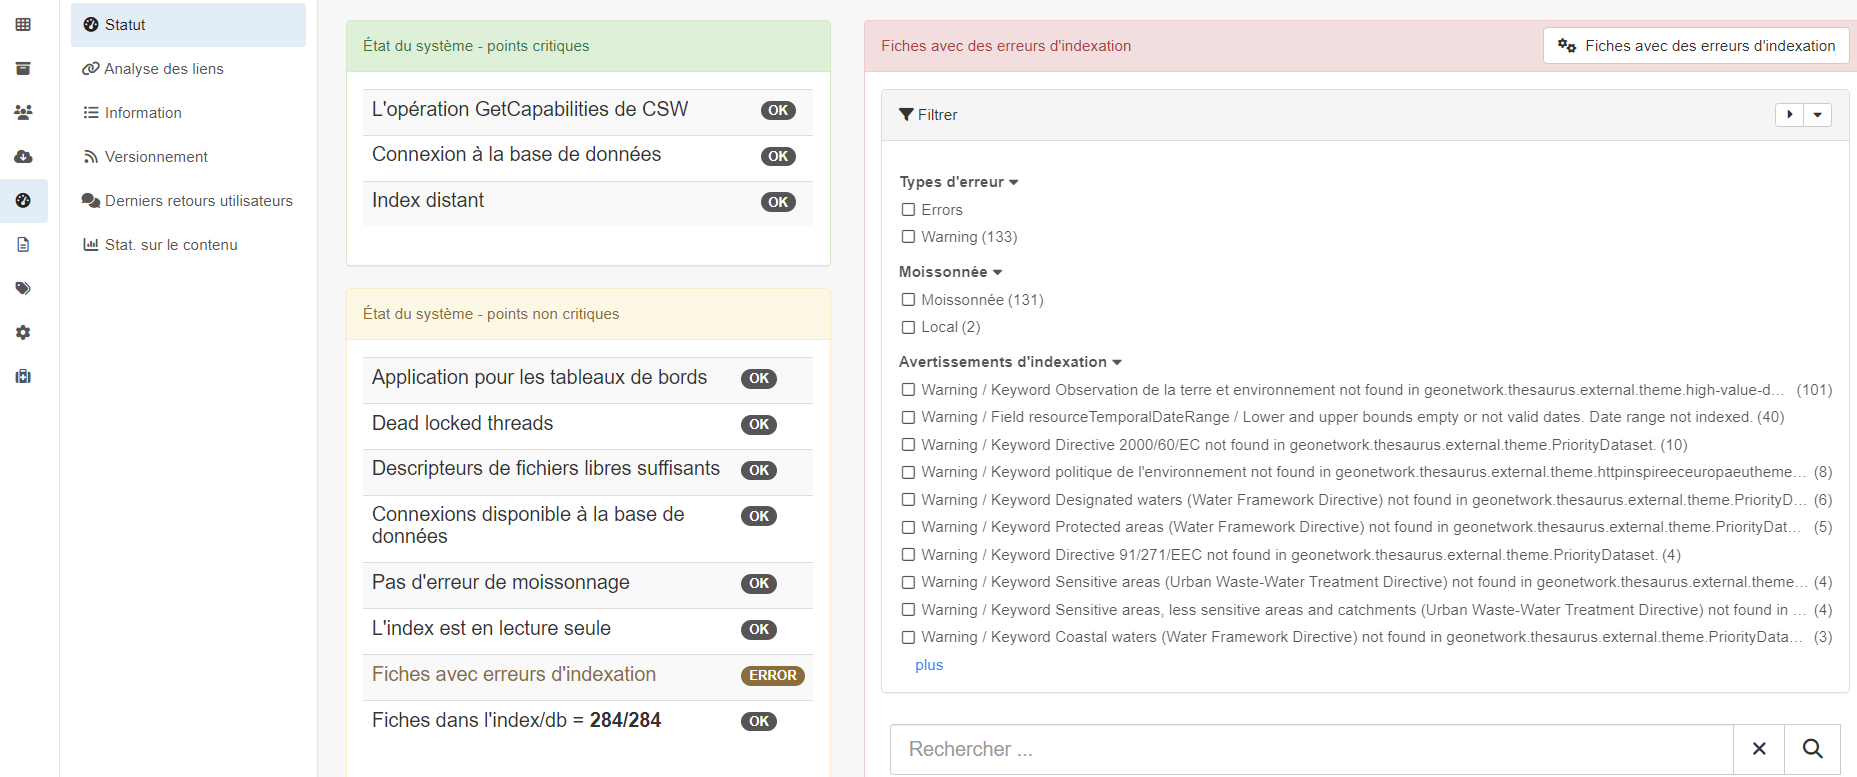 Statut
Analyse des liens
Information
Versionnement
Derniers retours utilisateurs
Stat. sur le contenu
État du système - points critiques
L'opération GetCapabilities de CSW OK
Connexion à la base de données OK
Index distant OK
État du système - points non critiques
Application pour les tableaux de bords OK
Dead locked threads OK
Descripteurs de fichiers libres suffisants OK
Connexions disponible à la base de
données OK
Pas d'erreur de moissonnage OK
L'index est en lecture seule OK
Fiches avec erreurs d'indexation ERROR
Fiches dans l'index/db = 284/284 OK
Fiches avec des erreurs d'indexation
Fiches avec des erreurs d'indexation
Filtrer
Types d'erreur
Errors
Warning (133)
Moissonnée
Moissonnée (131)
Local (2)
Avertissements d'indexation
Warning / Keyword Observation de la terre et environnement not found in geonetwork.thesaurus.external.theme.high-value-d... (101)
Warning / Field resourceTemporalDateRange / Lower and upper bounds empty or not valid dates. Date range not indexed. (40)
Warning / Keyword Directive 2000/60/EC not found in geonetwork.thesaurus.external.theme.PriorityDataset. (10)
Warning / Keyword politique de l'environnement not found in geonetwork.thesaurus.external.theme.httpinspireeceuropaeutheme... (8)
Warning / Keyword Designated waters (Water Framework Directive) not found in geonetwork.thesaurus.external.theme.PriorityD... (6)
Warning / Keyword Protected areas (Water Framework Directive) not found in geonetwork.thesaurus.external.theme.PriorityDat... (5)
Warning / Keyword Directive 91/271/EEC not found in geonetwork.thesaurus.external.theme.PriorityDataset. (4)
Warning / Keyword Sensitive areas (Urban Waste-Water Treatment Directive) not found in geonetwork.thesaurus.external.theme... (4)
Warning / Keyword Sensitive areas, less sensitive areas and catchments (Urban Waste-Water Treatment Directive) not found in ... (4)
Warning / Keyword Coastal waters (Water Framework Directive) not found in geonetwork.thesaurus.external.theme.PriorityData... (3)
plus
Rechercher ...